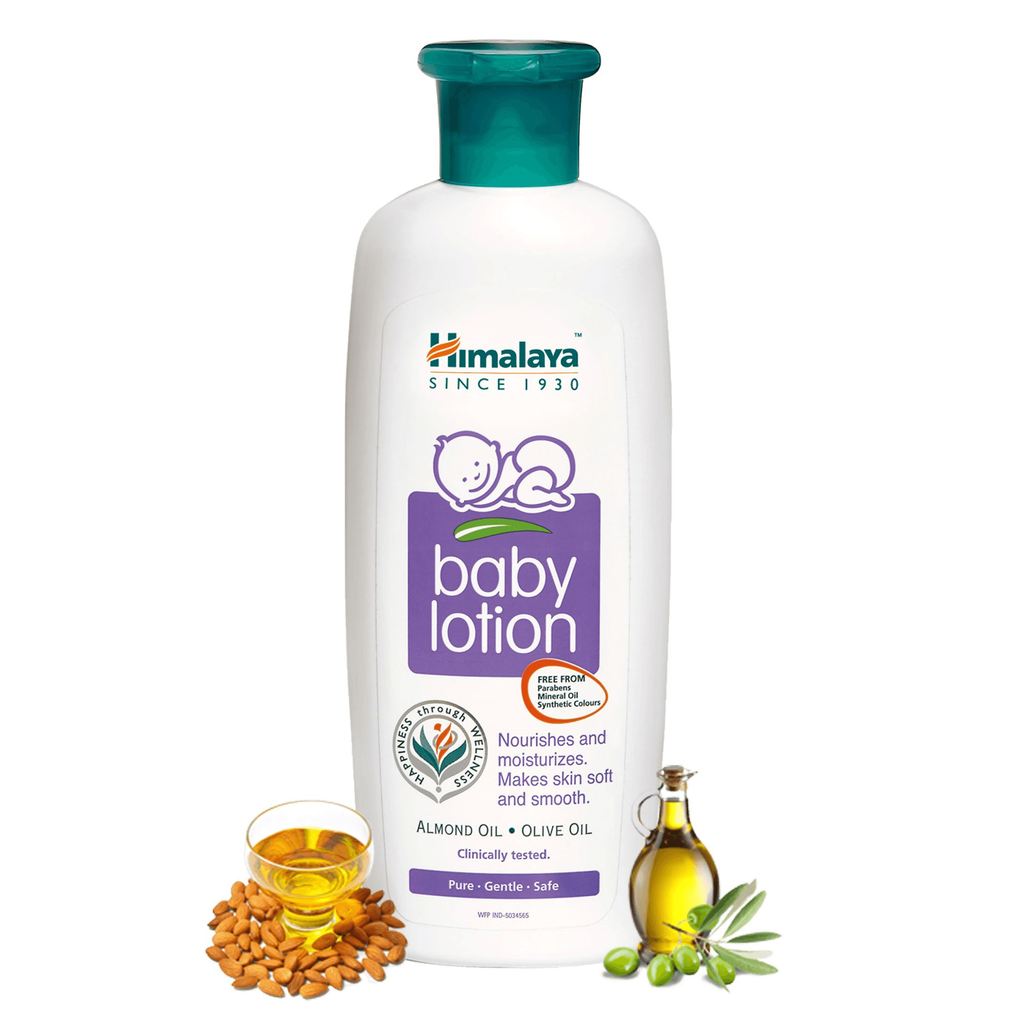 Himalaya™
SINCE 1930
baby
lotion
FREE FROM
Parabens
Mineral Oil
Synthetic Colours
HAPPINESS through WELLNESS
Nourishes and
moisturizes.
Makes skin soft
and smooth.
ALMOND OIL • OLIVE OIL
Clinically tested.
Pure · Gentle · Safe
WFP IND-5034565